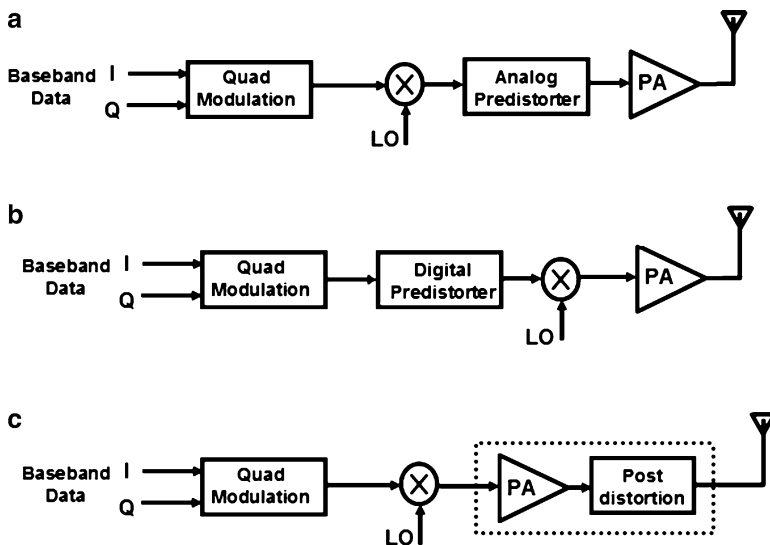 a
Baseband I
Data
Q
Quad
Modulation
X
LO
Analog
Predistorter
PA
b
Baseband I
Data
Q
Quad
Modulation
Digital
Predistorter
X
LO
PA
c
Baseband I
Data
Q
Quad
Modulation
X
LO
PA
Post
distortion